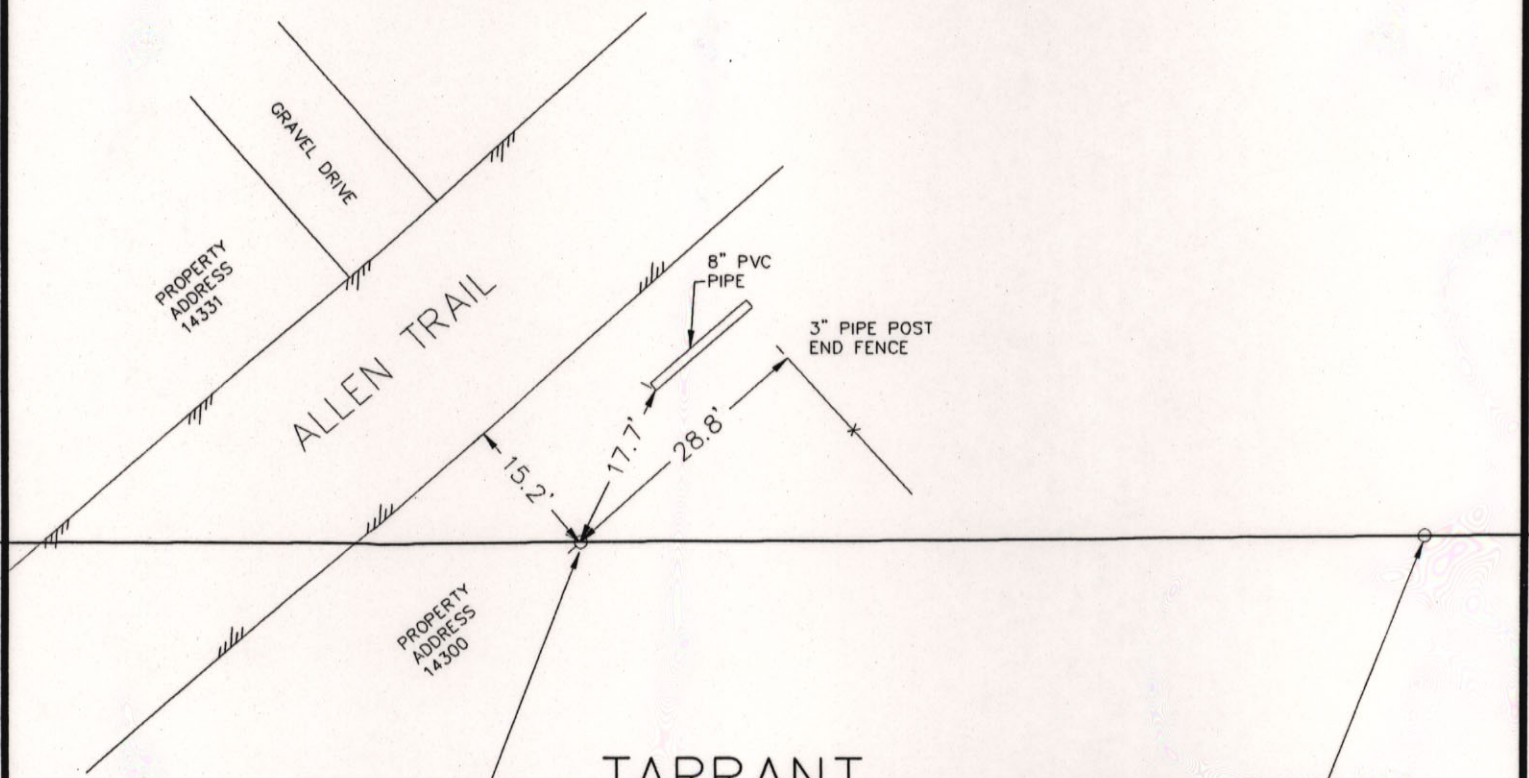 GRAVEL DRIVE
PROPERTY
ADDRESS
14331
ALLEN TRAIL
8" PVC
PIPE
3" PIPE POST
END FENCE
15.2'
17.7'
28.8'
PROPERTY
ADDRESS
14300
TARRANT